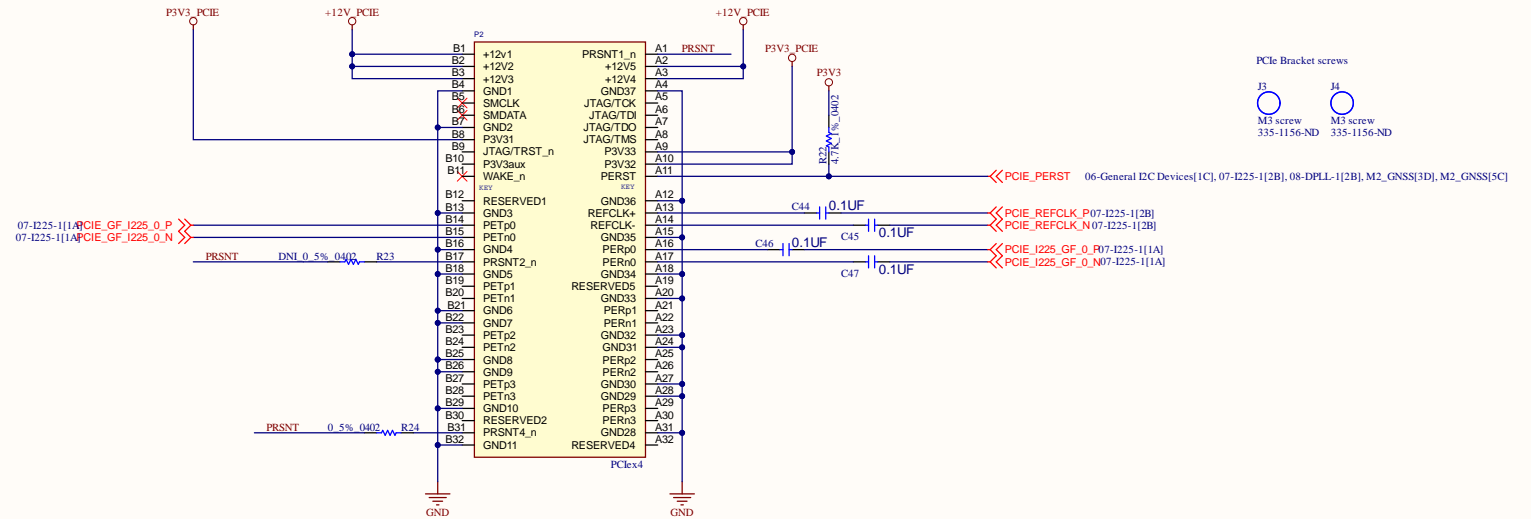 P3V3_PCIE
+12V_PCIE
+12V_PCIE
P2
B1 +12v1 PRSNT1_n A1 PRSNT
P3V3_PCIE
B2 +12V2 +12V5 A2
B3 +12V3 +12V4 A3
P3V3
B4 GND1 GND37 A4
B5 SMCLK JTAG/TCK A5
B6 SMDATA JTAG/TDI A6
B7 GND2 JTAG/TDO A7
B8 P3V31 JTAG/TMS A8
B9 JTAG/TRST_n P3V33 A9
B10 P3V3aux P3V32 A10
B11 WAKE_n PERST A11
R22
4.7K_1%_0402
PCIE_PERST 06-General I2C Devices[1C], 07-I225-1[2B], 08-DPLL-1[2B], M2_GNSS[3D], M2_GNSS[5C]
KEY KEY
B12 RESERVED1 GND36 A12
B13 GND3 REFCLK+ A13 C44 0.1UF PCIE_REFCLK_P 07-I225-1[2B]
07-I225-1[1A] PCIE_GF_I225_0_P B14 PETp0 REFCLK- A14 C45 0.1UF PCIE_REFCLK_N 07-I225-1[2B]
07-I225-1[1A] PCIE_GF_I225_0_N B15 PETn0 GND35 A15
B16 GND4 PERp0 A16 C46 0.1UF PCIE_I225_GF_0_P 07-I225-1[1A]
PRSNT DNI_0_5%_0402 R23 B17 PRSNT2_n PERn0 A17 C47 0.1UF PCIE_I225_GF_0_N 07-I225-1[1A]
B18 GND5 GND34 A18
B19 PETp1 RESERVED5 A19
B20 PETn1 GND33 A20
B21 GND6 PERp1 A21
B22 GND7 PERn1 A22
B23 PETp2 GND32 A23
B24 PETn2 GND31 A24
B25 GND8 PERp2 A25
B26 GND9 PERn2 A26
B27 PETp3 GND30 A27
B28 PETn3 GND29 A28
B29 GND10 PERp3 A29
B30 RESERVED2 PERn3 A30
PRSNT 0_5%_0402 R24 B31 PRSNT4_n GND28 A31
B32 GND11 RESERVED4 A32
PCIex4
GND
GND
PCIe Bracket screws
J3 J4
M3 screw M3 screw
335-1156-ND 335-1156-ND